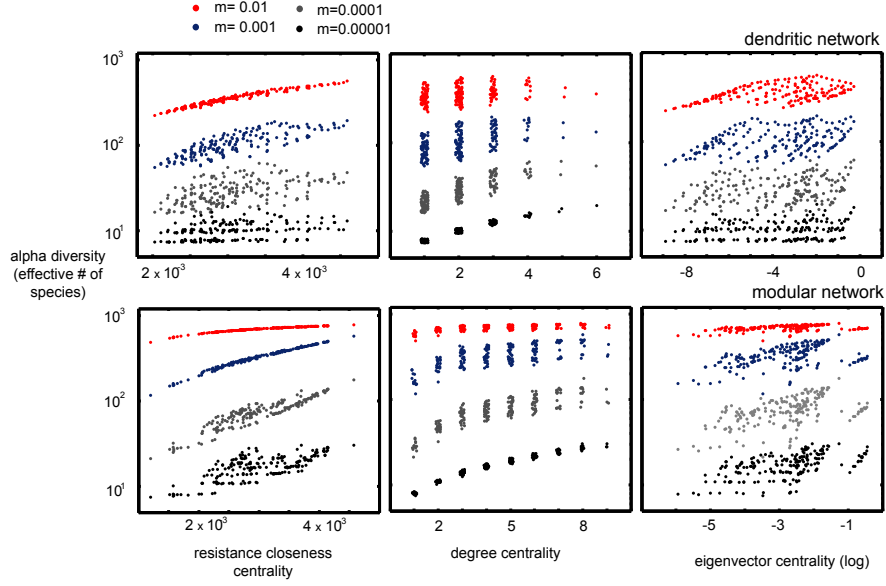 m= 0.01 m=0.0001
m= 0.001 m=0.00001
dendritic network
10³
10²
10¹
alpha diversity
(effective # of
species)
2 x 10³ 4 x 10³
2 4 6
-8 -4 -2 0
modular network
10³
10²
10¹
2 x 10³ 4 x 10³
2 5 8
-5 -3 -1
resistance closeness
centrality
degree centrality
eigenvector centrality (log)